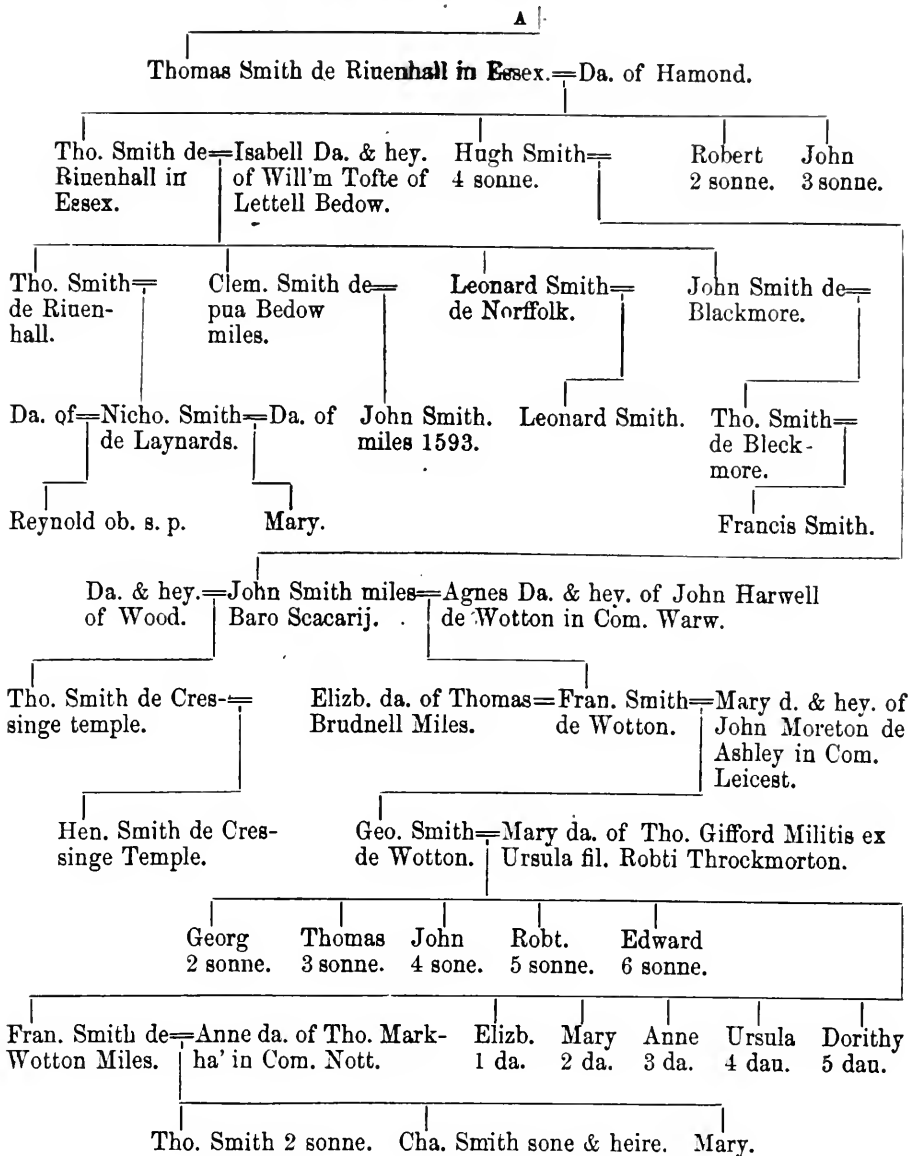 A
Thomas Smith de Riuenhall in Essex.=Da. of Hamond.
Tho. Smith de=Isabell Da. & hey. Hugh Smith= Robert John
Riuenhall in of Will'm Tofte of 4 sonne. 2 sonne. 3 sonne.
Essex. Lettell Bedow.
Tho. Smith= Clem. Smith de= Leonard Smith= John Smith de=
de Riuen- pua Bedow de Norffolk. Blackmore.
hall. miles.
Da. of=Nicho. Smith=Da. of John Smith. Leonard Smith. Tho. Smith=
de Laynards. miles 1593. de Bleck-
more.
Reynold ob. s. p. Mary. Francis Smith.
Da. & hey.=John Smith miles=Agnes Da. & hey. of John Harwell
of Wood. Baro Scacarij. de Wotton in Com. Warw.
Tho. Smith de Cres-= Elizb. da. of Thomas=Fran. Smith=Mary d. & hey. of
singe temple. Brudnell Miles. de Wotton. John Moreton de
Ashley in Com.
Leicest.
Hen. Smith de Cres- Geo. Smith=Mary da. of Tho. Gifford Militis ex
singe Temple. de Wotton. Ursula fil. Robti Throckmorton.
Georg Thomas John Robt. Edward
2 sonne. 3 sonne. 4 sone. 5 sonne. 6 sonne.
Fran. Smith de=Anne da. of Tho. Mark- Elizb. Mary Anne Ursula Dorithy
Wotton Miles. ha' in Com. Nott. 1 da. 2 da. 3 da. 4 dau. 5 dau.
Tho. Smith 2 sonne. Cha. Smith sone & heire. Mary.